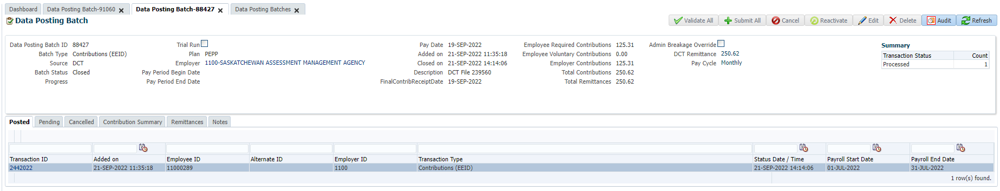 Dashboard Data Posting Batch-91060 Data Posting Batch-88427 Data Posting Batches
Data Posting Batch Validate All Submit All Cancel Reactivate Edit Delete Audit Refresh
Data Posting Batch ID 88427 Trial Run Pay Date 19-SEP-2022 Employee Required Contributions 125.31 Admin Breakage Override Summary
Batch Type Contributions (EEID) Plan PEPP Added on 21-SEP-2022 11:35:18 Employee Voluntary Contributions 0.00 DCT Remittance 250.62 Transaction Status Count
Source DCT Employer 1100-SASKATCHEWAN ASSESSMENT MANAGEMENT AGENCY Closed on 21-SEP-2022 14:14:06 Employer Contributions 125.31 Pay Cycle Monthly Processed 1
Batch Status Closed Pay Period Begin Date Description DCT File 239560 Total Contributions 250.62
Progress Pay Period End Date FinalContribReceiptDate 19-SEP-2022 Total Remittances 250.62
Posted Pending Cancelled Contribution Summary Remittances Notes
Transaction ID Added on Employee ID Alternate ID Employer ID Transaction Type Status Date / Time Payroll Start Date Payroll End Date
2442022 21-SEP-2022 11:35:18 11000289 1100 Contributions (EEID) 21-SEP-2022 14:14:06 01-JUL-2022 31-JUL-2022
1 row(s) found.